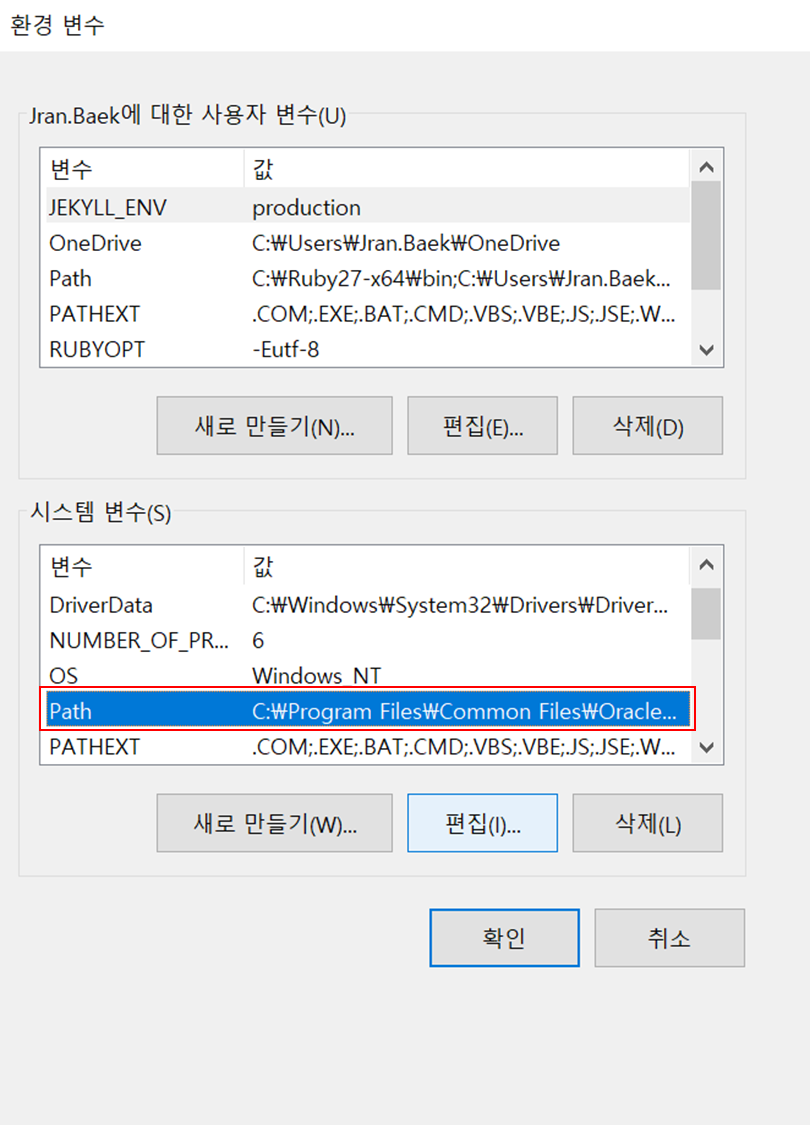 환경 변수
Jran.Baek에 대한 사용자 변수(U)
변수 값
JEKYLL_ENV production
OneDrive C:₩Users₩Jran.Baek₩OneDrive
Path C:₩Ruby27-x64₩bin;C:₩Users₩Jran.Baek...
PATHEXT .COM;.EXE;.BAT;.CMD;.VBS;.VBE;.JS;.JSE;.W...
RUBYOPT -Eutf-8
새로 만들기(N)... 편집(E)... 삭제(D)
시스템 변수(S)
변수 값
DriverData C:₩Windows₩System32₩Drivers₩Driver...
NUMBER_OF_PR... 6
OS Windows_NT
Path C:₩Program Files₩Common Files₩Oracle...
PATHEXT .COM;.EXE;.BAT;.CMD;.VBS;.VBE;.JS;.JSE;.W...
새로 만들기(W)... 편집(I)... 삭제(L)
확인 취소